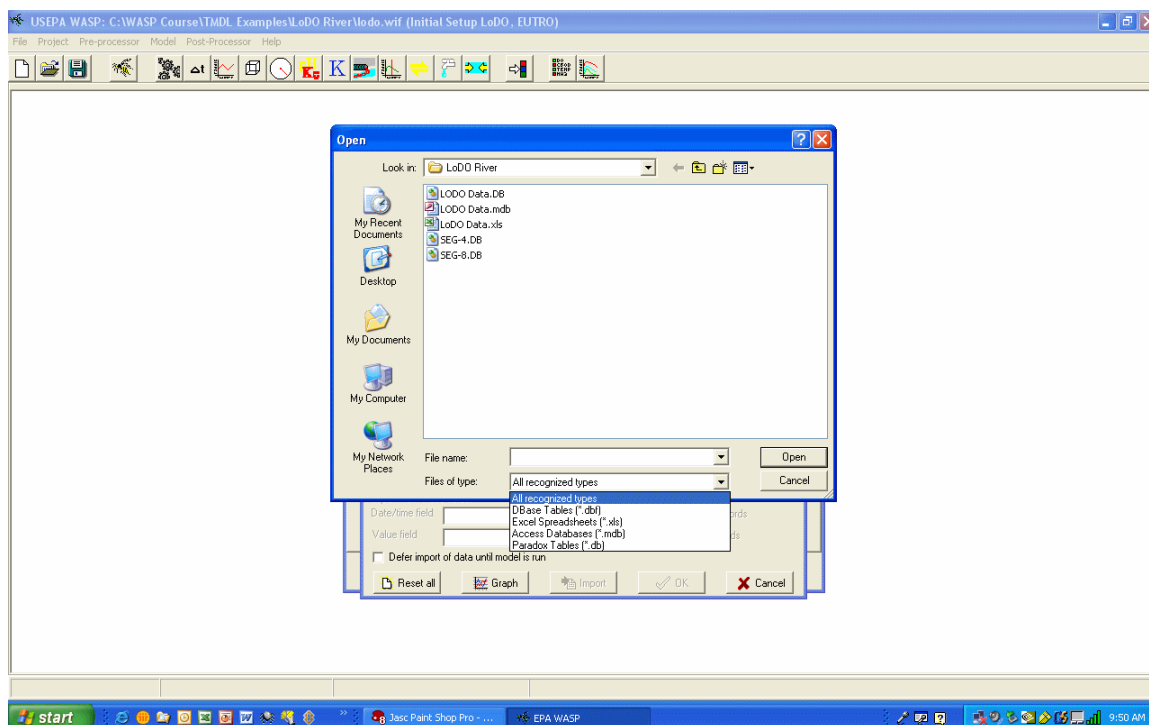 USEPA WASP: C:\WASP Course\TMDL Examples\LoDO River\lodo.wif (Initial Setup LoDO, EUTRO)
File Project Pre-processor Model Post-Processor Help
Δt
K
Open
Look in: LoDO River
LODO Data.DB
LODO Data.mdb
LoDO Data.xls
SEG-4.DB
SEG-8.DB
My Recent Documents
Desktop
My Documents
My Computer
My Network Places
File name:
Open
Files of type: All recognized types
Cancel
All recognized types
DBase Tables (*.dbf)
Excel Spreadsheets (*.xls)
Access Databases (*.mdb)
Paradox Tables (*.db)
Date/time field
Value field
Defer import of data until model is run
Reset all Graph Import OK Cancel
start Jasc Paint Shop Pro - ... EPA WASP 9:50 AM